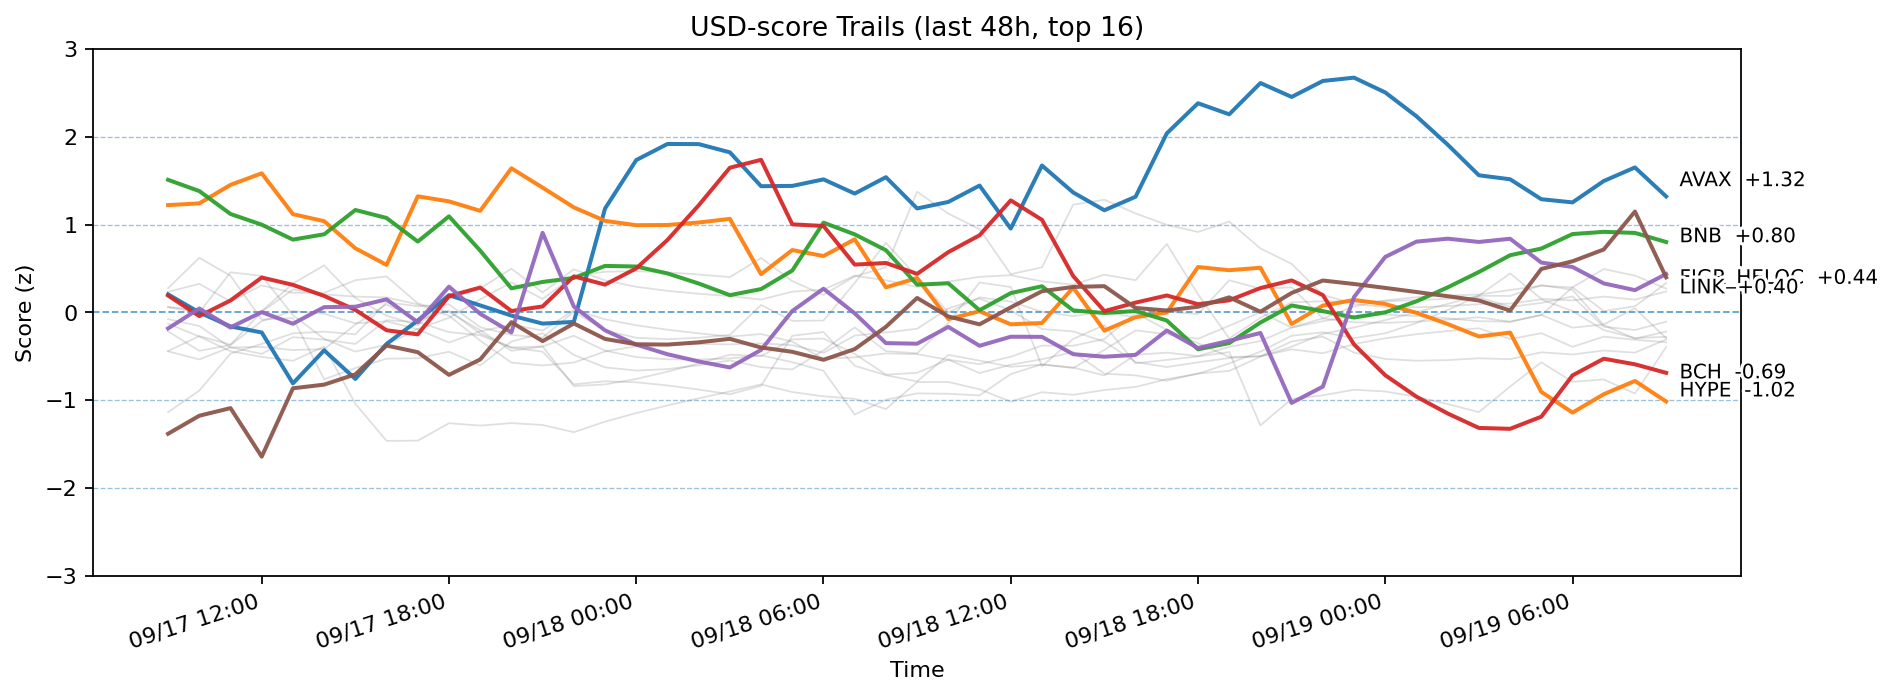 USD-score Trails (last 48h, top 16)
Score (z)
3
2
1
0
−1
−2
−3
AVAX +1.32
BNB +0.80
+0.44
LINK +0.40
BCH -0.69
HYPE -1.02
09/17 12:00
09/17 18:00
09/18 00:00
09/18 06:00
09/18 12:00
09/18 18:00
09/19 00:00
09/19 06:00
Time